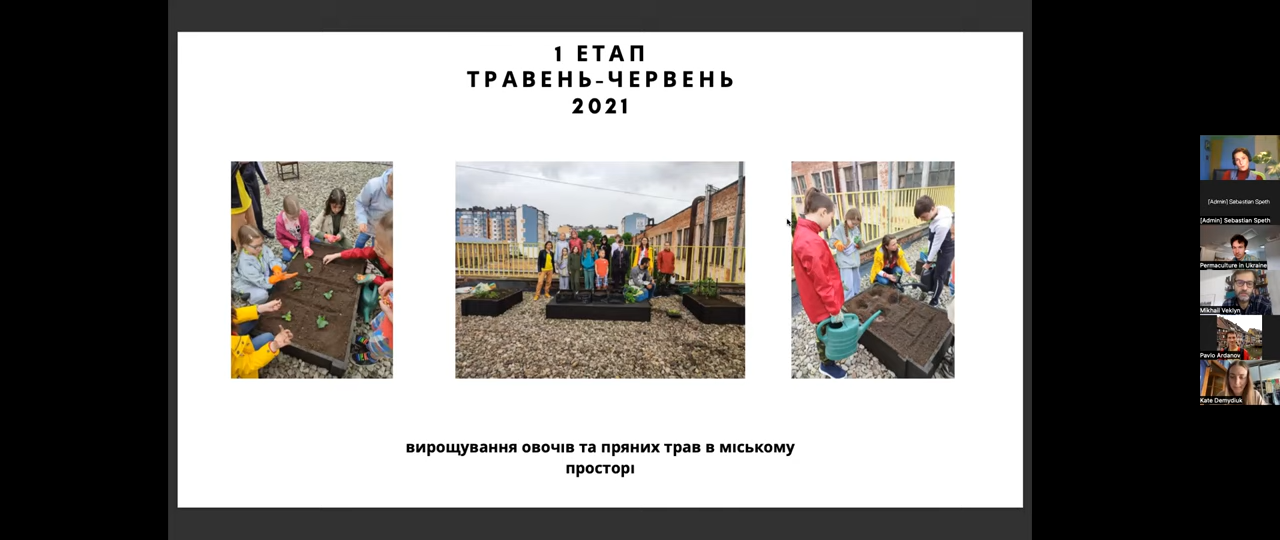 1 ЕТАП
ТРАВЕНЬ-ЧЕРВЕНЬ
2021
вирощування овочів та пряних трав в міському
просторі
[Admin] Sebastian Speth
[Admin] Sebastian Speth
Permaculture in Ukraine
Mikhail Veklyn
Pavlo Ardanov
Kate Demydiuk